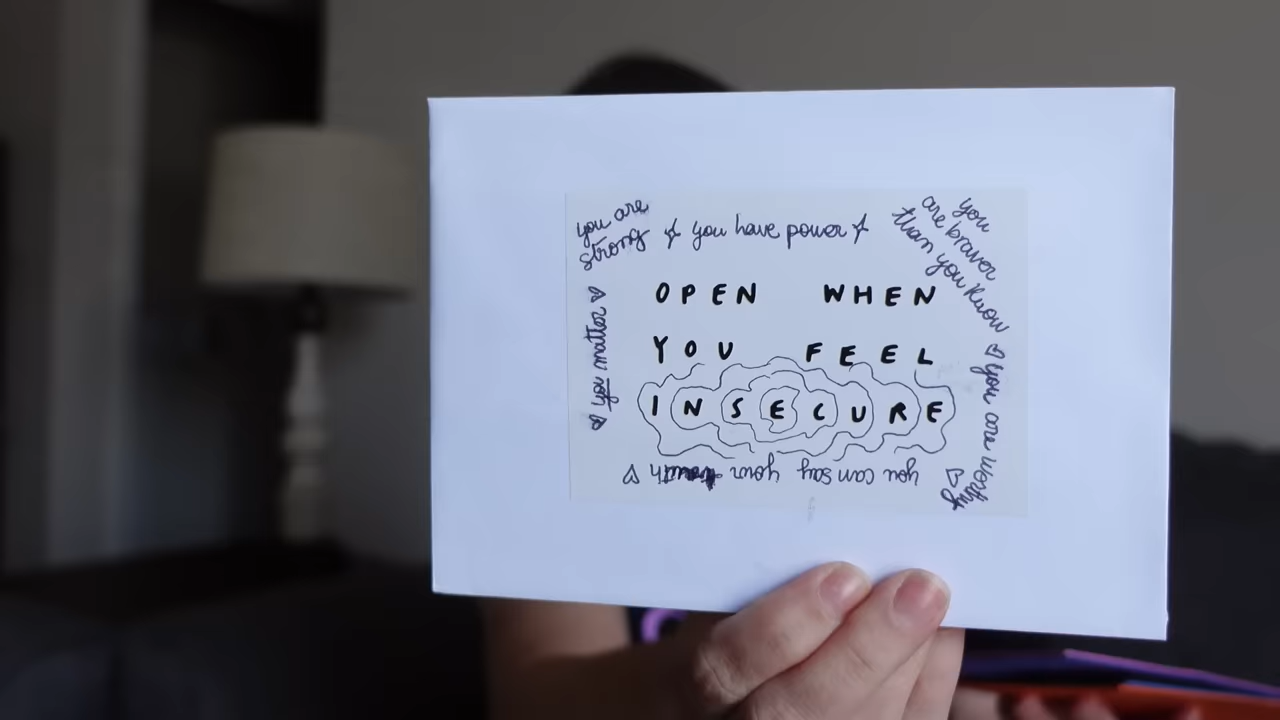 you are
strong
you have power
you
are braver
than you know
OPEN WHEN
YOU FEEL
INSECURE
you are worthy
you can say your truth
you matter